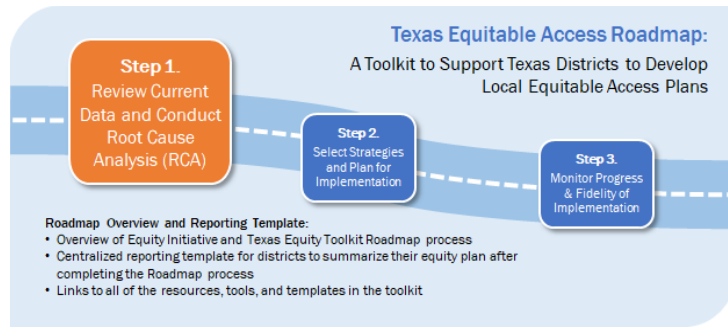 Texas Equitable Access Roadmap:
A Toolkit to Support Texas Districts to Develop
Local Equitable Access Plans
Step 1.
Review Current
Data and Conduct
Root Cause
Analysis (RCA)
Step 2.
Select Strategies
and Plan for
Implementation
Step 3.
Monitor Progress
& Fidelity of
Implementation
Roadmap Overview and Reporting Template:
• Overview of Equity Initiative and Texas Equity Toolkit Roadmap process
• Centralized reporting template for districts to summarize their equity plan after
completing the Roadmap process
• Links to all of the resources, tools, and templates in the toolkit